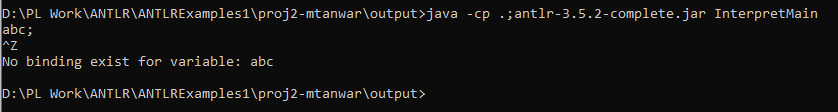 D:\PL Work\ANTLR\ANTLRExamples1\proj2-mtanwar\output>java -cp .;antlr-3.5.2-complete.jar InterpretMain
abc;
^Z
No binding exist for variable: abc
D:\PL Work\ANTLR\ANTLRExamples1\proj2-mtanwar\output>